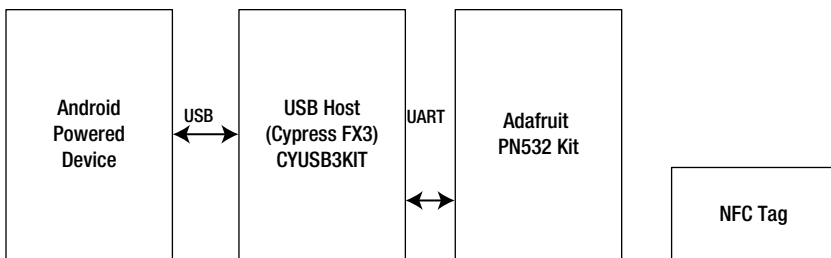 Android
Powered
Device
USB
USB Host
(Cypress FX3)
CYUSB3KIT
UART
Adafruit
PN532 Kit
NFC Tag